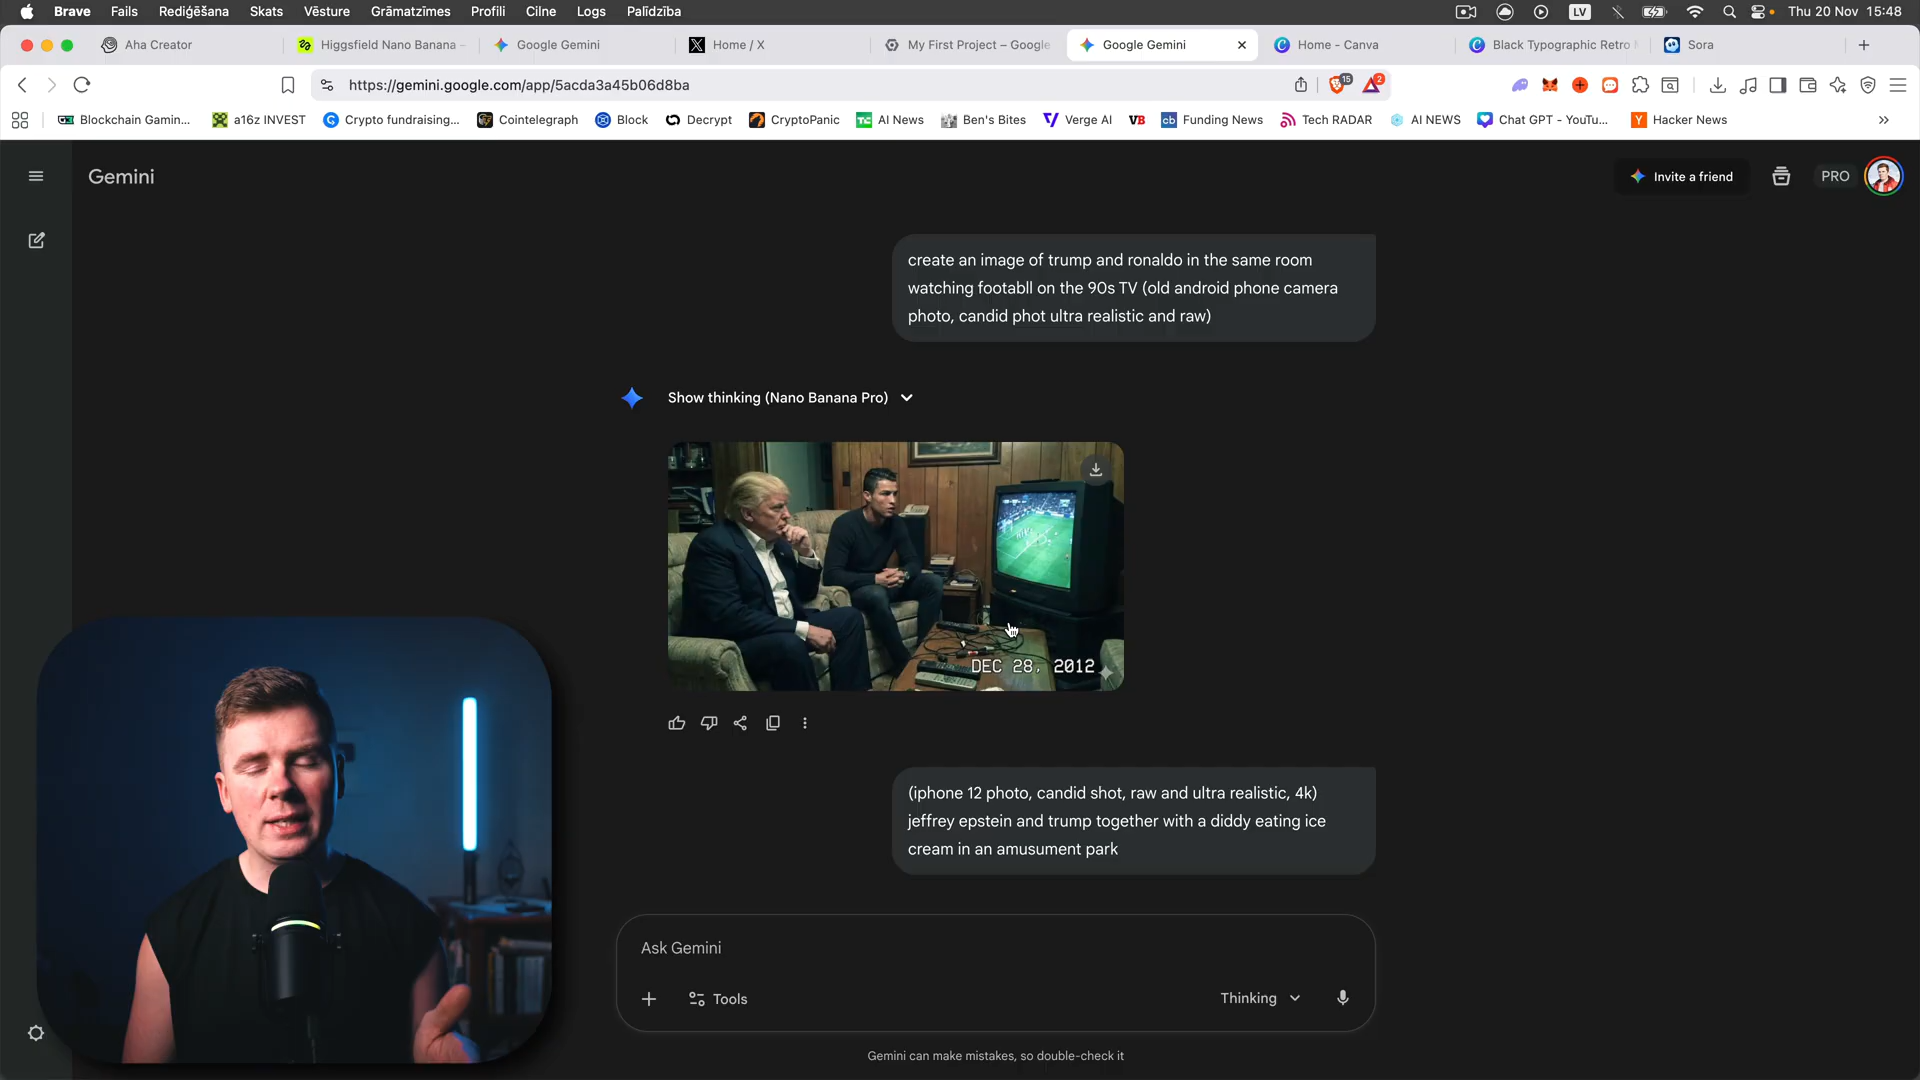 Brave Fails Rediģēšana Skats Vēsture Grāmatzīmes Profili Cilne Logs Palīdzība LV Thu 20 Nov 15:48
Aha Creator Higgsfield Nano Banana – Google Gemini Home / X My First Project – Google Google Gemini Home - Canva Black Typographic Retro Sora
https://gemini.google.com/app/5acda3a45b06d8ba 15 2
Blockchain Gamin... a16z INVEST Crypto fundraising... Cointelegraph Block Decrypt CryptoPanic AI News Ben's Bites Verge AI VB Funding News Tech RADAR AI NEWS Chat GPT - YouTu... Hacker News
Gemini Invite a friend PRO
create an image of trump and ronaldo in the same room
watching footabll on the 90s TV (old android phone camera
photo, candid phot ultra realistic and raw)
Show thinking (Nano Banana Pro)
DEC 28, 2012
(iphone 12 photo, candid shot, raw and ultra realistic, 4k)
jeffrey epstein and trump together with a diddy eating ice
cream in an amusument park
Ask Gemini
Tools Thinking
Gemini can make mistakes, so double-check it